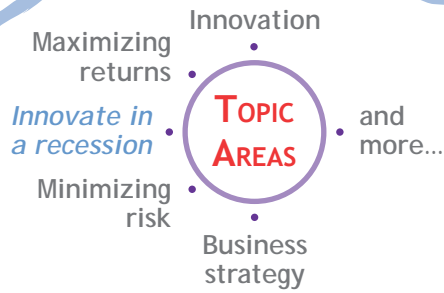 Innovation
Maximizing
returns
Innovate in
a recession
Minimizing
risk
Business
strategy
and
more...
TOPIC
AREAS